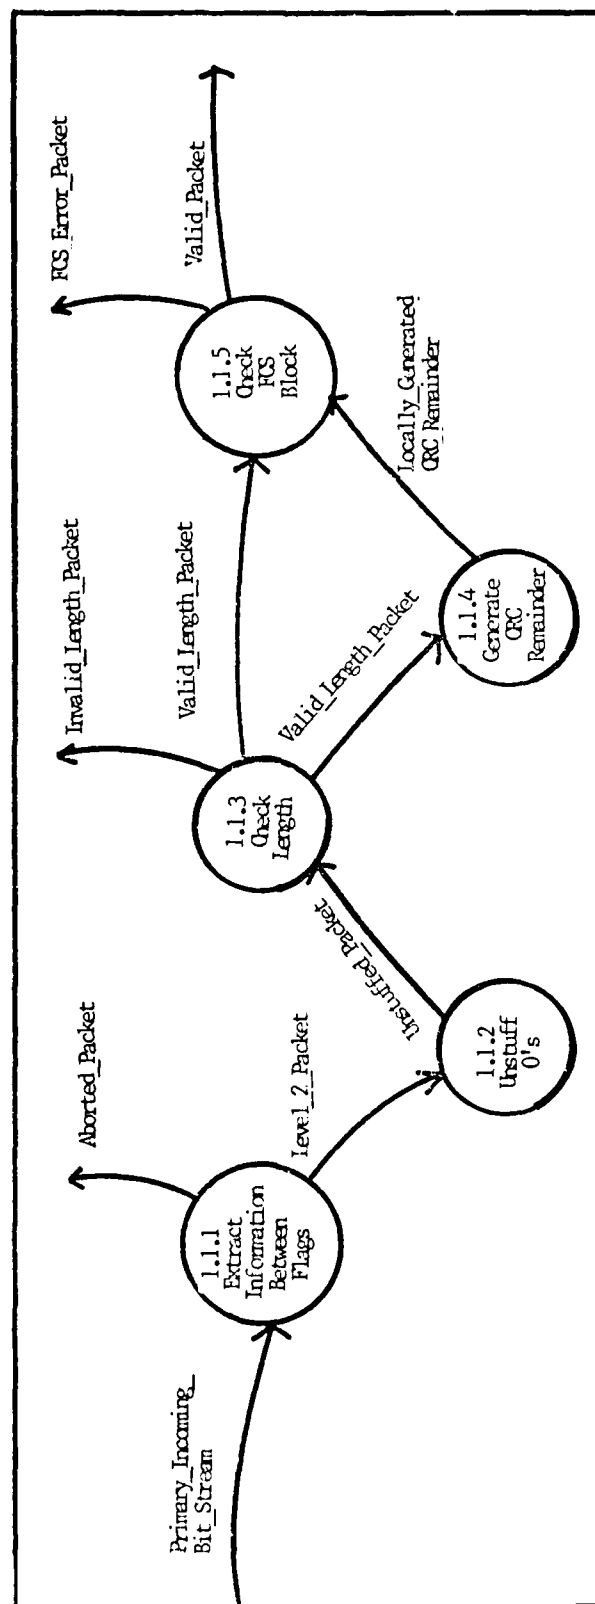 Primary_Incoming_
Bit_Stream
1.1.1
Extract
Information
Between
Flags
Aborted_Packet
Level_2_Packet
1.1.2
Unstuff
0's
Unstuffed_Packet
1.1.3
Check
Length
Invalid_Length_Packet
Valid_Length_Packet
Valid_Length_Packet
1.1.4
Generate
CRC
Remainder
Locally_Generated
CRC_Remainder
1.1.5
Check
FCS
Block
FCS_Error_Packet
Valid_Packet